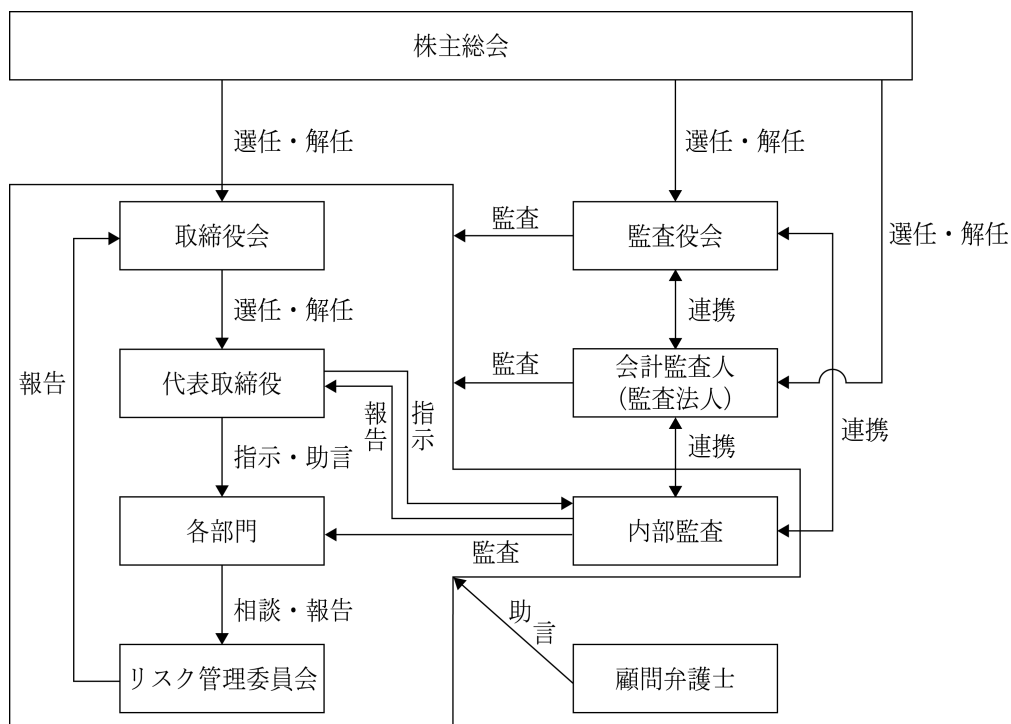 株主総会
選任・解任
選任・解任
選任・解任
取締役会
監査
監査役会
選任・解任
連携
報告
代表取締役
監査
会計監査人
（監査法人）
報告
指示
連携
指示・助言
連携
各部門
監査
内部監査
相談・報告
助言
リスク管理委員会
顧問弁護士